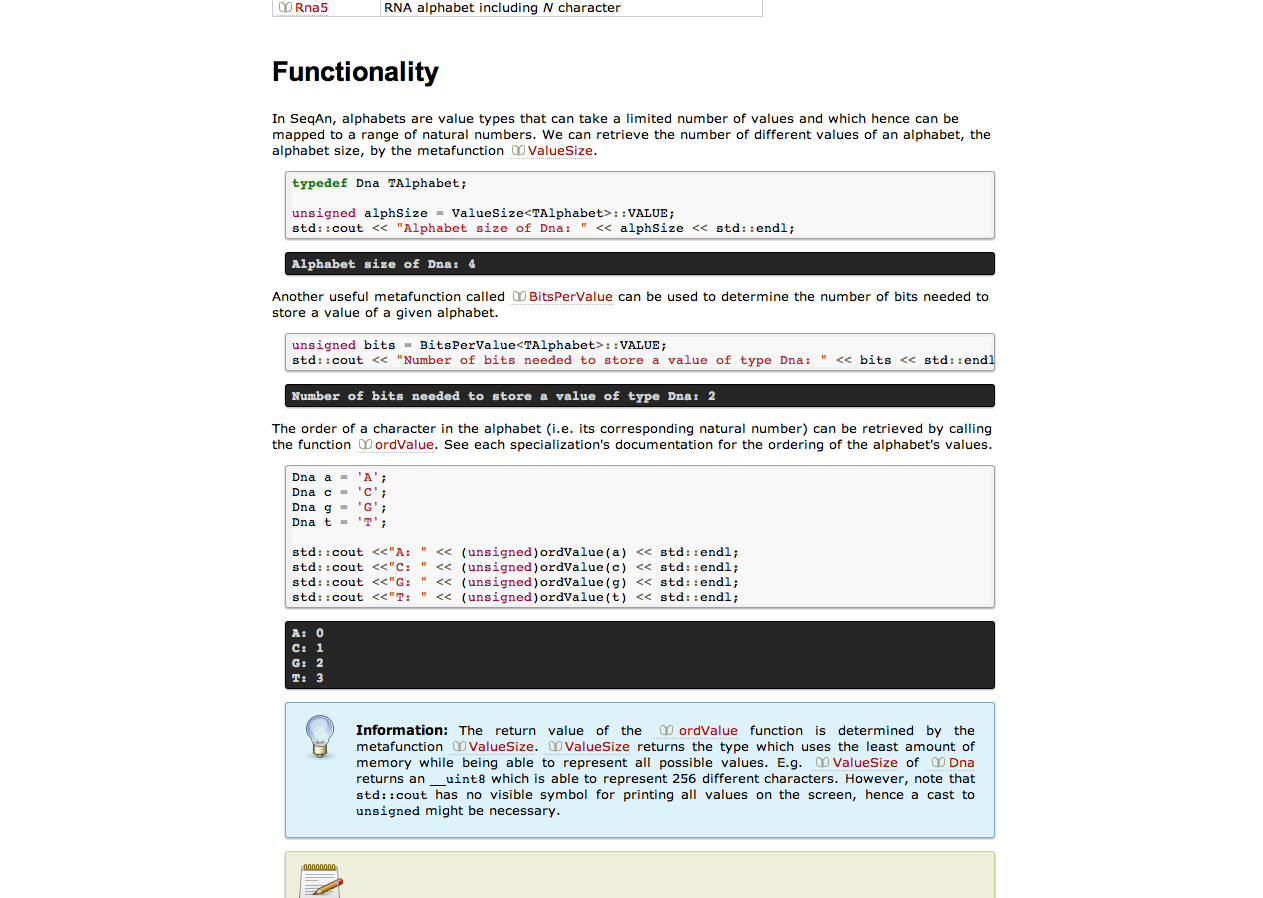 Rna5 RNA alphabet including N character
Functionality
In SeqAn, alphabets are value types that can take a limited number of values and which hence can be
mapped to a range of natural numbers. We can retrieve the number of different values of an alphabet, the
alphabet size, by the metafunction ValueSize.
typedef Dna TAlphabet;
unsigned alphSize = ValueSize<TAlphabet>::VALUE;
std::cout << "Alphabet size of Dna: " << alphSize << std::endl;
Alphabet size of Dna: 4
Another useful metafunction called BitsPerValue can be used to determine the number of bits needed to
store a value of a given alphabet.
unsigned bits = BitsPerValue<TAlphabet>::VALUE;
std::cout << "Number of bits needed to store a value of type Dna: " << bits << std::endl
Number of bits needed to store a value of type Dna: 2
The order of a character in the alphabet (i.e. its corresponding natural number) can be retrieved by calling
the function ordValue. See each specialization's documentation for the ordering of the alphabet's values.
Dna a = 'A';
Dna c = 'C';
Dna g = 'G';
Dna t = 'T';
std::cout <<"A: " << (unsigned)ordValue(a) << std::endl;
std::cout <<"C: " << (unsigned)ordValue(c) << std::endl;
std::cout <<"G: " << (unsigned)ordValue(g) << std::endl;
std::cout <<"T: " << (unsigned)ordValue(t) << std::endl;
A: 0
C: 1
G: 2
T: 3
Information: The return value of the ordValue function is determined by the
metafunction ValueSize. ValueSize returns the type which uses the least amount of
memory while being able to represent all possible values. E.g. ValueSize of Dna
returns an __uint8 which is able to represent 256 different characters. However, note that
std::cout has no visible symbol for printing all values on the screen, hence a cast to
unsigned might be necessary.